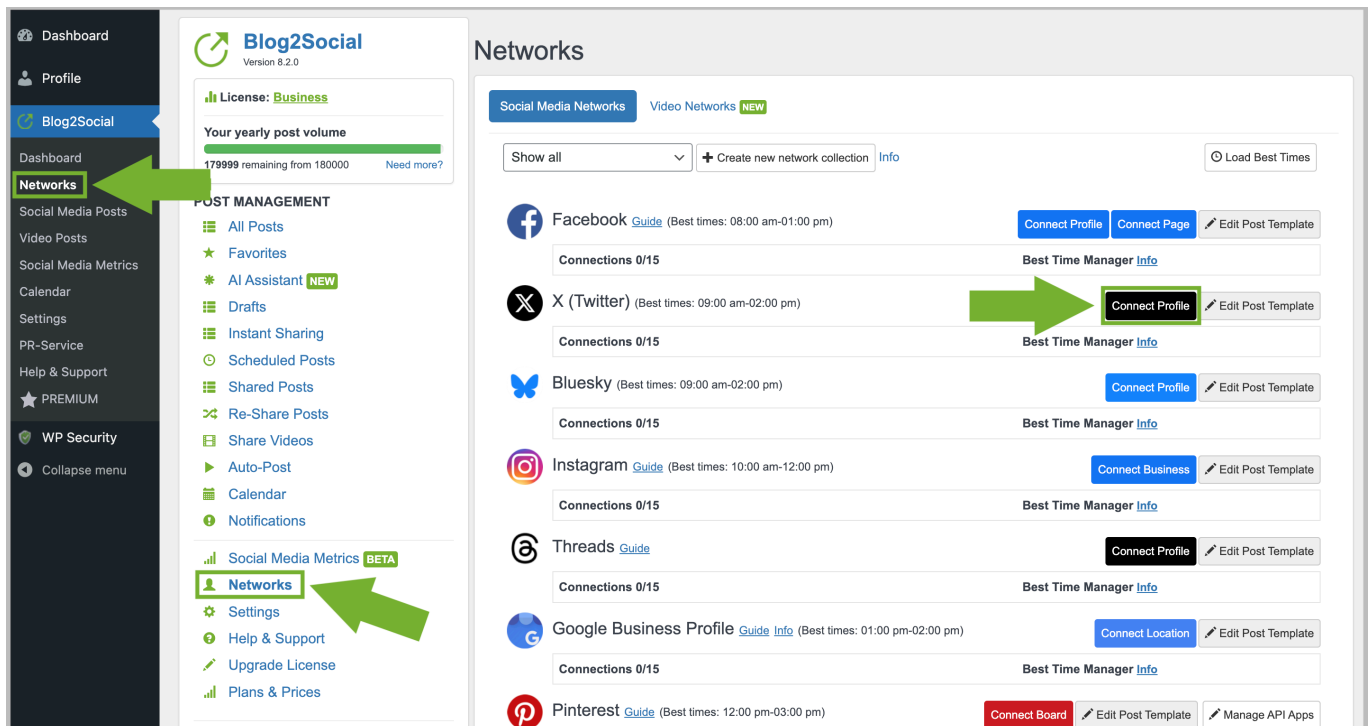 Dashboard
Profile
Blog2Social
Dashboard
Networks
Social Media Posts
Video Posts
Social Media Metrics
Calendar
Settings
PR-Service
Help & Support
PREMIUM
WP Security
Collapse menu
Blog2Social
Version 8.2.0
License: Business
Your yearly post volume
179999 remaining from 180000 Need more?
POST MANAGEMENT
All Posts
Favorites
AI Assistant NEW
Drafts
Instant Sharing
Scheduled Posts
Shared Posts
Re-Share Posts
Share Videos
Auto-Post
Calendar
Notifications
Social Media Metrics BETA
Networks
Settings
Help & Support
Upgrade License
Plans & Prices
Networks
Social Media Networks Video Networks NEW
Show all Create new network collection Info Load Best Times
Facebook Guide (Best times: 08:00 am-01:00 pm) Connect Profile Connect Page Edit Post Template
Connections 0/15 Best Time Manager Info
X (Twitter) (Best times: 09:00 am-02:00 pm) Connect Profile Edit Post Template
Connections 0/15 Best Time Manager Info
Bluesky (Best times: 09:00 am-02:00 pm) Connect Profile Edit Post Template
Connections 0/15 Best Time Manager Info
Instagram Guide (Best times: 10:00 am-12:00 pm) Connect Business Edit Post Template
Connections 0/15 Best Time Manager Info
Threads Guide Connect Profile Edit Post Template
Connections 0/15 Best Time Manager Info
Google Business Profile Guide Info (Best times: 01:00 pm-02:00 pm) Connect Location Edit Post Template
Connections 0/15 Best Time Manager Info
Pinterest Guide (Best times: 12:00 pm-03:00 pm) Connect Board Edit Post Template Manage API Apps